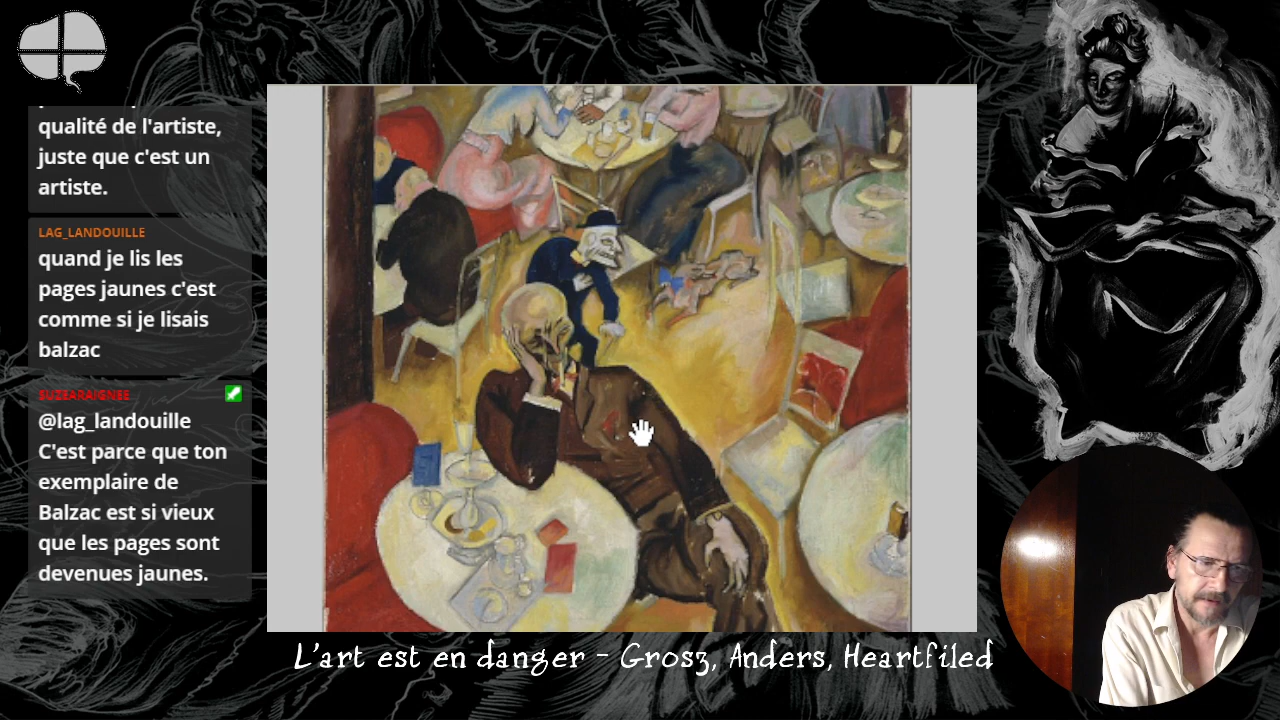 qualité de l'artiste,
juste que c'est un
artiste.
LAG_LANDOUILLE
quand je lis les
pages jaunes c'est
comme si je lisais
balzac
SUZEARAIGNEE
@lag_landouille
C'est parce que ton
exemplaire de
Balzac est si vieux
que les pages sont
devenues jaunes.
L'art est en danger - Grosz, Anders, Heartfiled